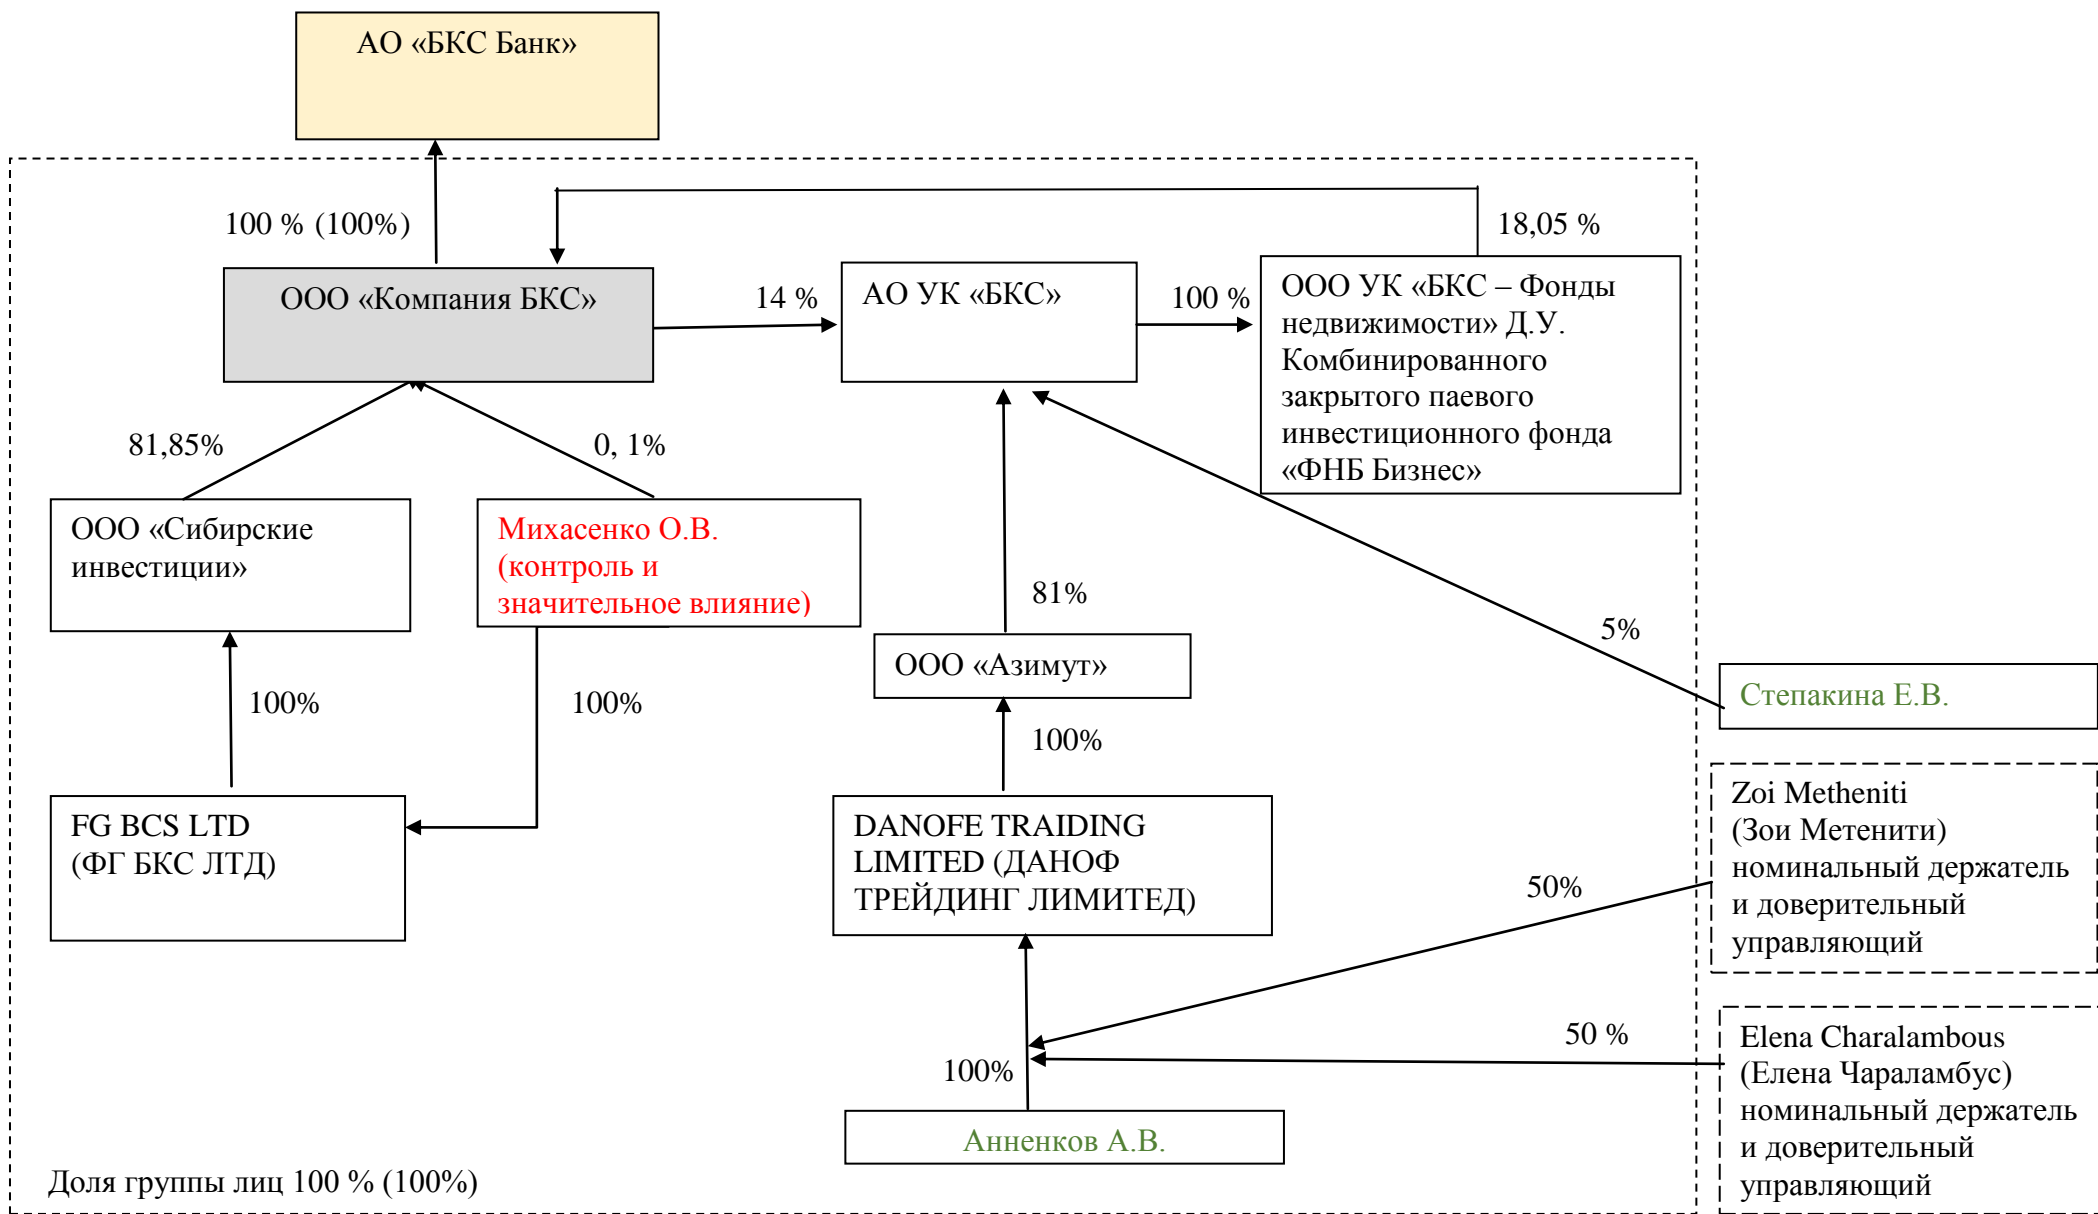 АО «БКС Банк»
100 % (100%)
18,05 %
ООО «Компания БКС»
14 %
АО УК «БКС»
100 %
ООО УК «БКС – Фонды
недвижимости» Д.У.
Комбинированного
закрытого паевого
инвестиционного фонда
«ФНБ Бизнес»
81,85%
0, 1%
ООО «Сибирские
инвестиции»
Михасенко О.В.
(контроль и
значительное влияние)
81%
5%
ООО «Азимут»
Степакина Е.В.
100%
100%
100%
FG BCS LTD
(ФГ БКС ЛТД)
DANOFE TRAIDING
LIMITED (ДАНОФ
ТРЕЙДИНГ ЛИМИТЕД)
Zoi Metheniti
(Зои Метенити)
номинальный держатель
и доверительный
управляющий
50%
50 %
100%
Elena Charalambous
(Елена Чараламбус)
номинальный держатель
и доверительный
управляющий
Анненков А.В.
Доля группы лиц 100 % (100%)